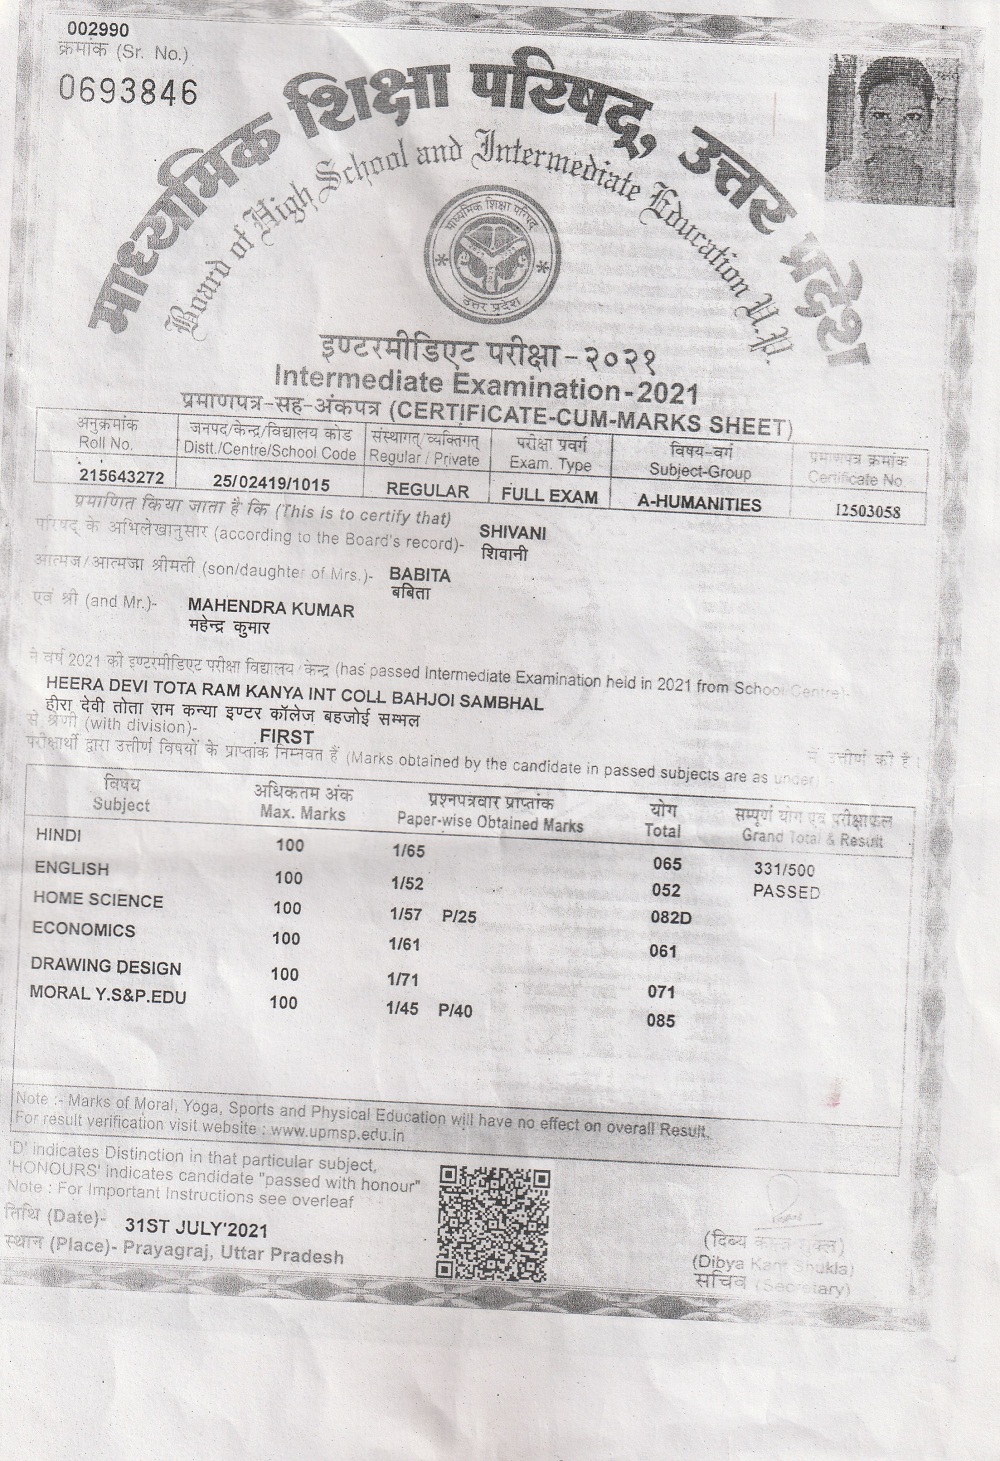 002990
क्रमांक (Sr. No.)
0693846
माध्यमिक शिक्षा परिषद्, उत्तर प्रदेश
Board of High School and Intermediate Education U.P.
माध्यमिक शिक्षा परिषद्
उत्तर प्रदेश
इण्टरमीडिएट परीक्षा-२०२१
Intermediate Examination-2021
प्रमाणपत्र-सह-अंकपत्र (CERTIFICATE-CUM-MARKS SHEET)
अनुक्रमांक जनपद/केन्द्र/विद्यालय कोड संस्थागत्/व्यक्तिगत् परीक्षा प्रवर्ग विषय-वर्ग प्रमाणपत्र क्रमांक
Roll No. Distt./Centre/School Code Regular / Private Exam. Type Subject-Group Certificate No.
215643272 25/02419/1015 REGULAR FULL EXAM A-HUMANITIES 12503058
प्रमाणित किया जाता है कि (This is to certify that)
परिषद् के अभिलेखानुसार (according to the Board's record)- SHIVANI
शिवानी
आत्मज/आत्मजा श्रीमती (son/daughter of Mrs.)- BABITA
बबिता
एवं श्री (and Mr.)- MAHENDRA KUMAR
महेन्द्र कुमार
ने वर्ष 2021 की इण्टरमीडिएट परीक्षा विद्यालय/केन्द्र (has passed Intermediate Examination held in 2021 from School/Centre)-
HEERA DEVI TOTA RAM KANYA INT COLL BAHJOI SAMBHAL
हीरा देवी तोता राम कन्या इण्टर कॉलेज बहजोई सम्भल
से श्रेणी (with division)- FIRST में उत्तीर्ण की है।
परीक्षार्थी द्वारा उत्तीर्ण विषयों के प्राप्तांक निम्नवत हैं (Marks obtained by the candidate in passed subjects are as under)
विषय अधिकतम अंक प्रश्नपत्रवार प्राप्तांक योग सम्पूर्ण योग एवं परीक्षाफल
Subject Max. Marks Paper-wise Obtained Marks Total Grand Total & Result
HINDI 100 1/65 065 331/500
ENGLISH 100 1/52 052 PASSED
HOME SCIENCE 100 1/57 P/25 082D
ECONOMICS 100 1/61 061
DRAWING DESIGN 100 1/71 071
MORAL Y.S&P.EDU 100 1/45 P/40 085
Note :- Marks of Moral, Yoga, Sports and Physical Education will have no effect on overall Result.
For result verification visit website : www.upmsp.edu.in
'D' indicates Distinction in that particular subject,
'HONOURS' indicates candidate "passed with honour"
Note : For Important Instructions see overleaf
तिथि (Date)- 31ST JULY'2021
स्थान (Place)- Prayagraj, Uttar Pradesh
(दिब्य कान्त शुक्ल)
(Dibya Kant Shukla)
सचिव (Secretary)